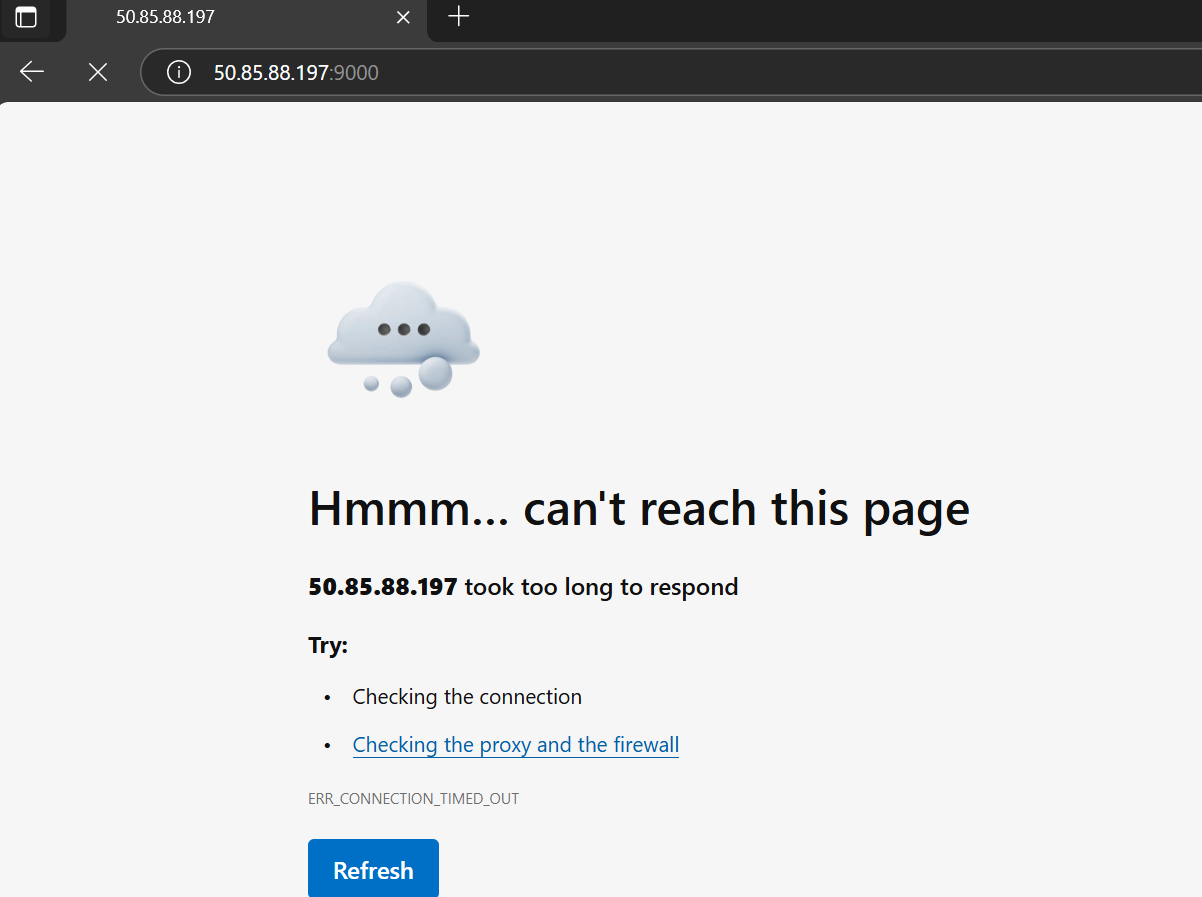 50.85.88.197
50.85.88.197:9000
Hmmm... can't reach this page
50.85.88.197 took too long to respond
Try:
• Checking the connection
• Checking the proxy and the firewall
ERR_CONNECTION_TIMED_OUT
Refresh